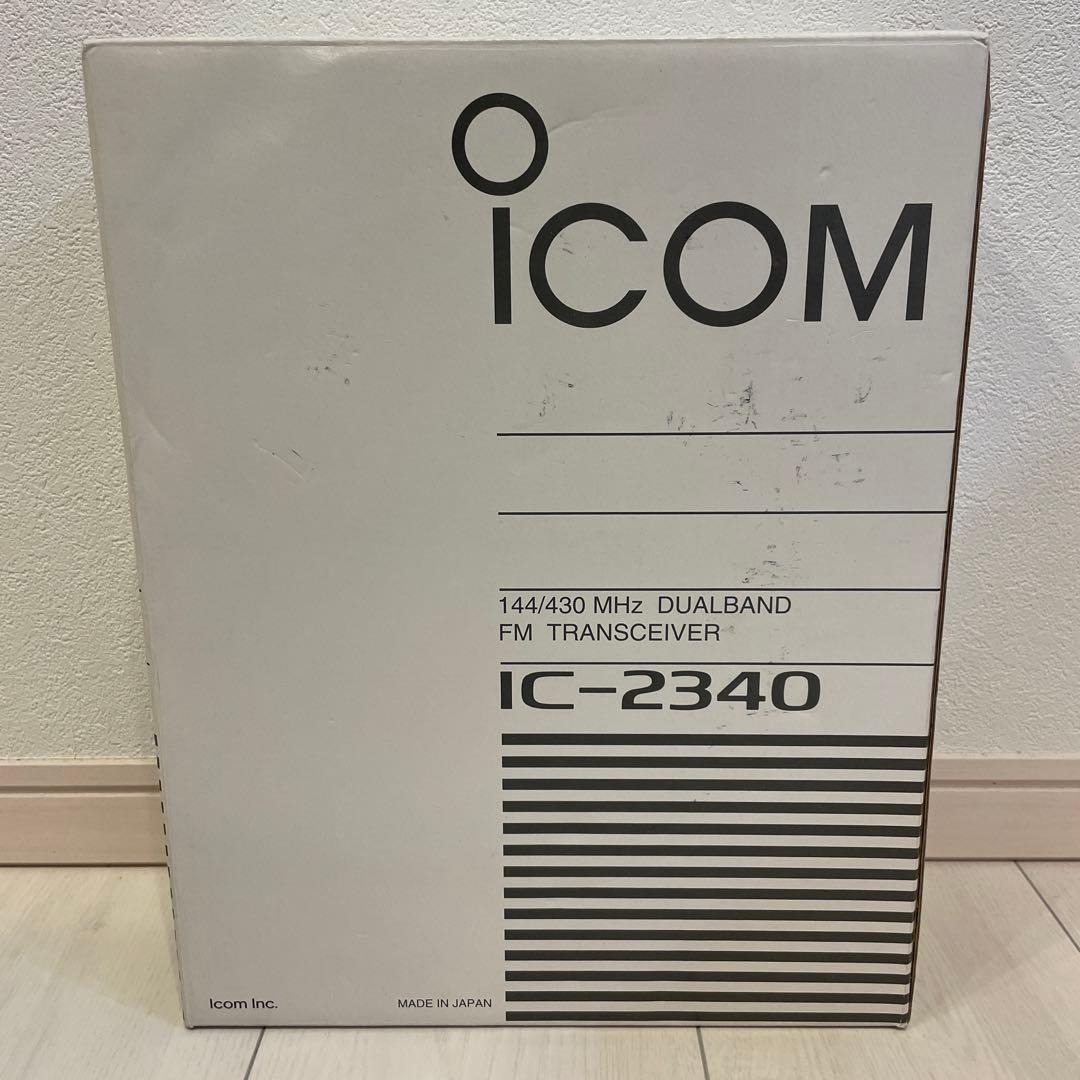 ICOM
144/430 MHz DUALBAND
FM TRANSCEIVER
IC-2340
Icom Inc.
MADE IN JAPAN